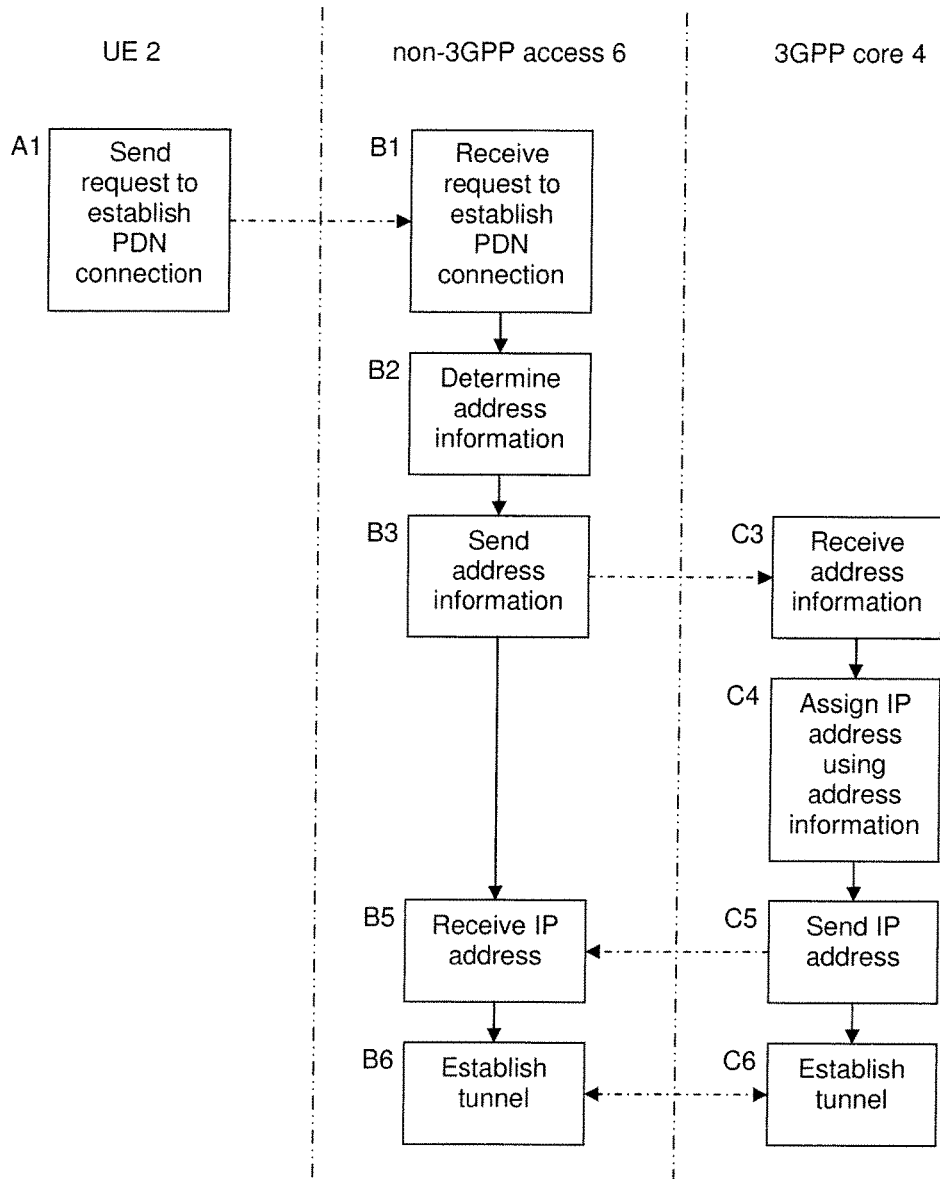 UE 2
non-3GPP access 6
3GPP core 4
A1
Send
request to
establish
PDN
connection
B1
Receive
request to
establish
PDN
connection
B2
Determine
address
information
B3
Send
address
information
C3
Receive
address
information
C4
Assign IP
address
using
address
information
B5
Receive IP
address
C5
Send IP
address
B6
Establish
tunnel
C6
Establish
tunnel